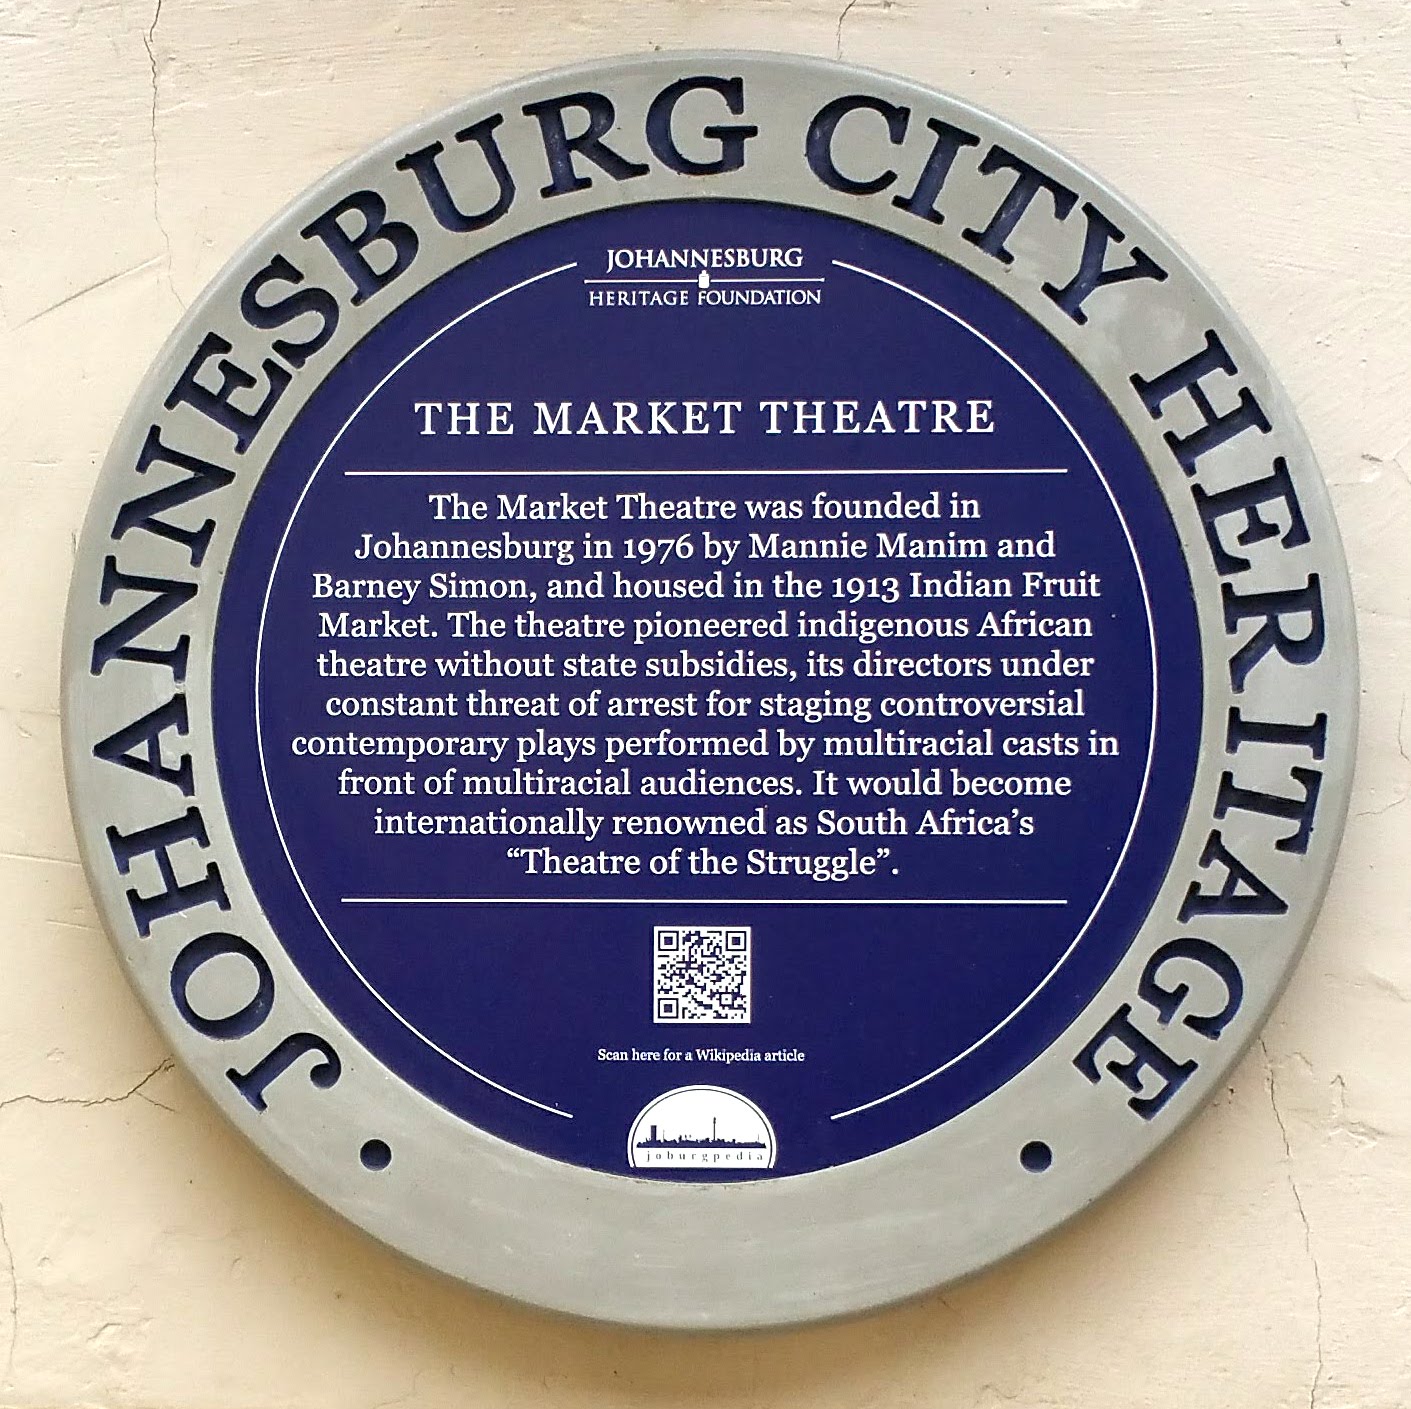 JOHANNESBURG CITY HERITAGE
JOHANNESBURG
HERITAGE FOUNDATION
THE MARKET THEATRE
The Market Theatre was founded in
Johannesburg in 1976 by Mannie Manim and
Barney Simon, and housed in the 1913 Indian Fruit
Market. The theatre pioneered indigenous African
theatre without state subsidies, its directors under
constant threat of arrest for staging controversial
contemporary plays performed by multiracial casts in
front of multiracial audiences. It would become
internationally renowned as South Africa’s
“Theatre of the Struggle”.
Scan here for a Wikipedia article
joburgpedia